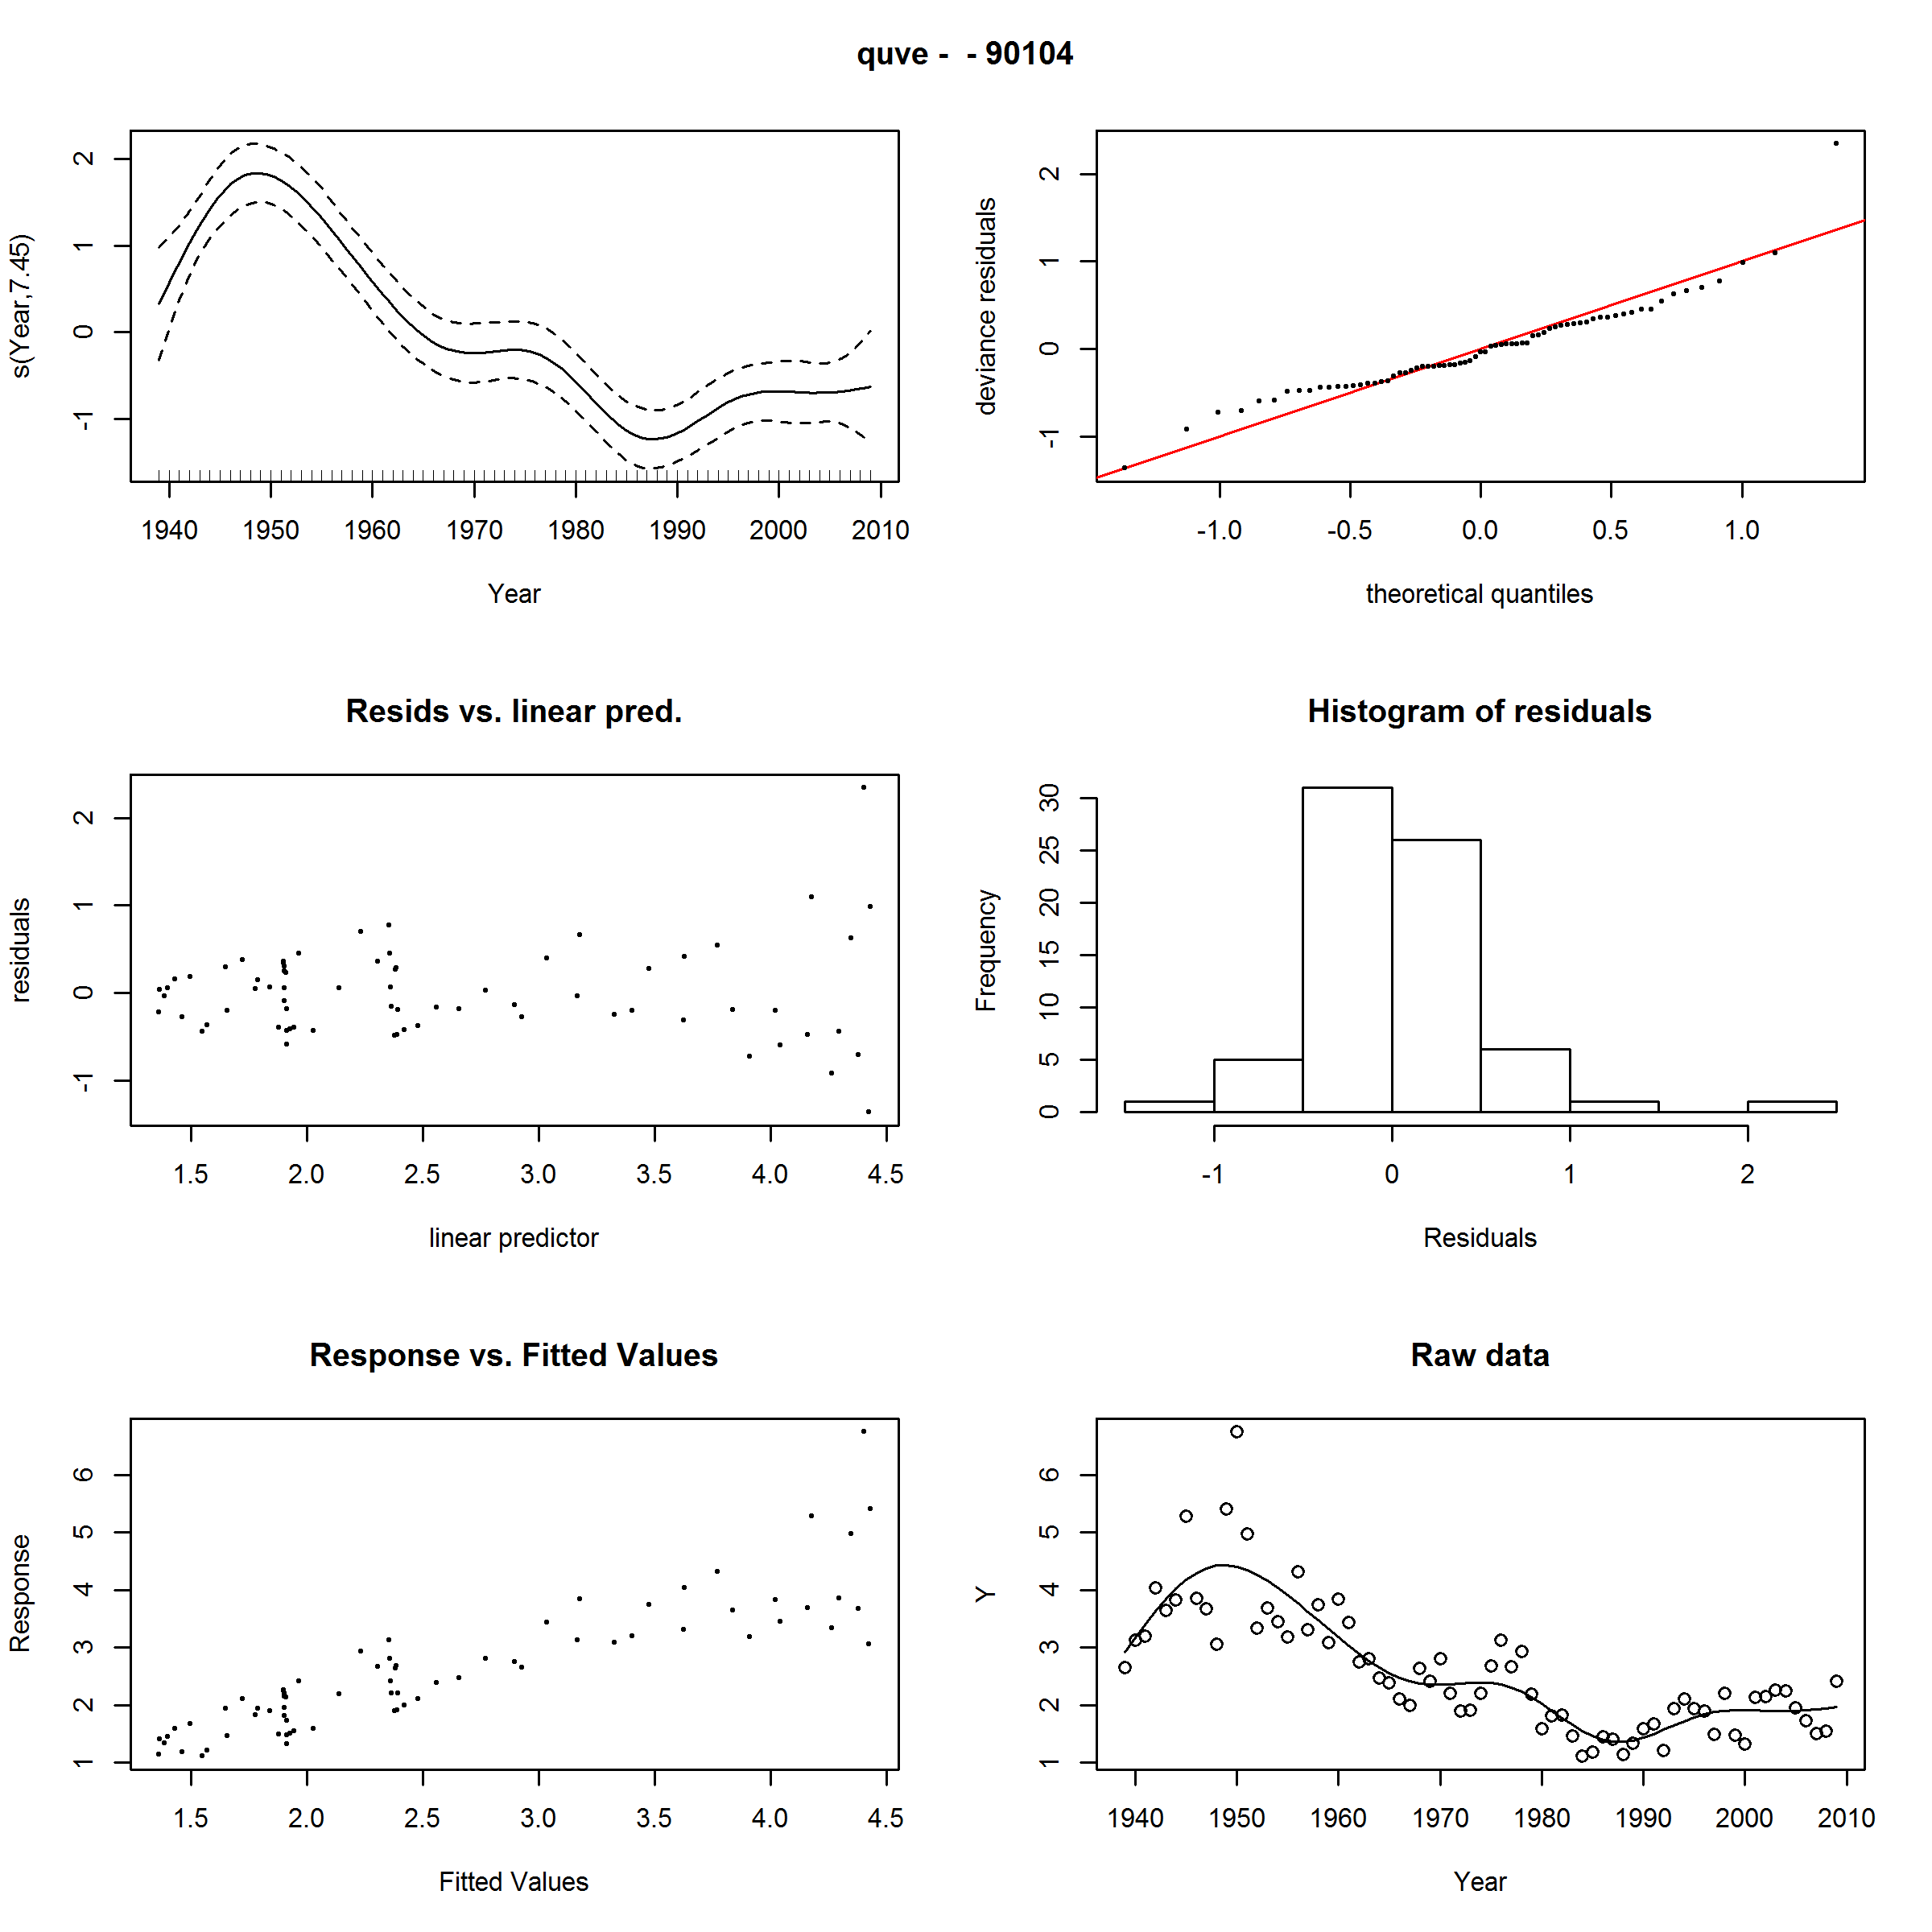 quve -  - 90104
s(Year,7.45)
2
1
0
-1
1940 1950 1960 1970 1980 1990 2000 2010
Year
deviance residuals
2
1
0
-1
-1.0 -0.5 0.0 0.5 1.0
theoretical quantiles
Resids vs. linear pred.
residuals
2
1
0
-1
1.5 2.0 2.5 3.0 3.5 4.0 4.5
linear predictor
Histogram of residuals
Frequency
30
25
20
15
10
5
0
-1 0 1 2
Residuals
Response vs. Fitted Values
Response
6
5
4
3
2
1
1.5 2.0 2.5 3.0 3.5 4.0 4.5
Fitted Values
Raw data
Y
6
5
4
3
2
1
1940 1950 1960 1970 1980 1990 2000 2010
Year